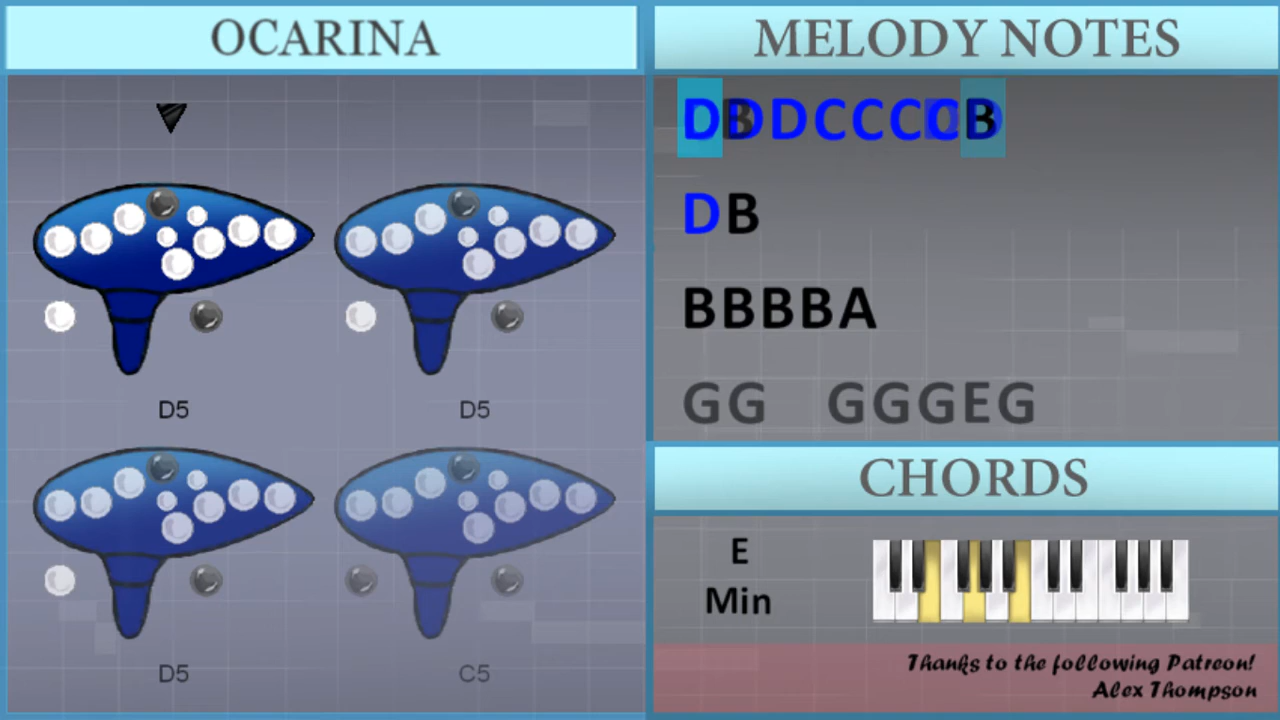 OCARINA
D5
D5
D5
C5
MELODY NOTES
DB
BBBBA
GG GGGEG
CHORDS
E
Min
Thanks to the following Patreon!
Alex Thompson